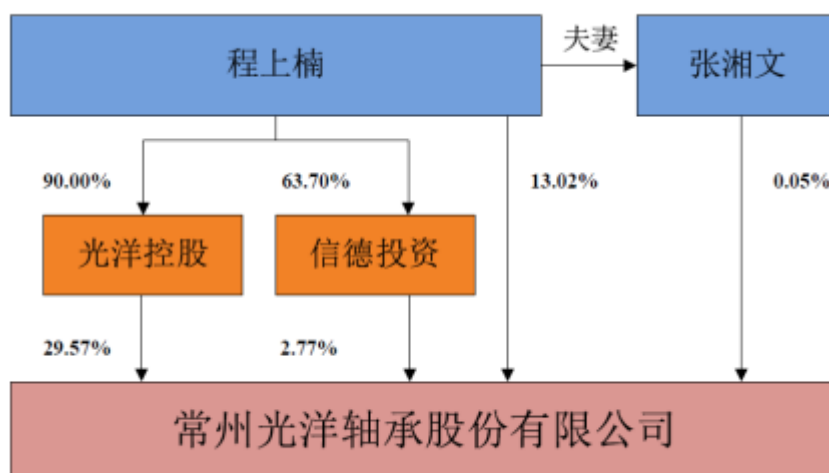 程上楠
夫妻
张湘文
90.00%
63.70%
13.02%
0.05%
光洋控股
信德投资
29.57%
2.77%
常州光洋轴承股份有限公司